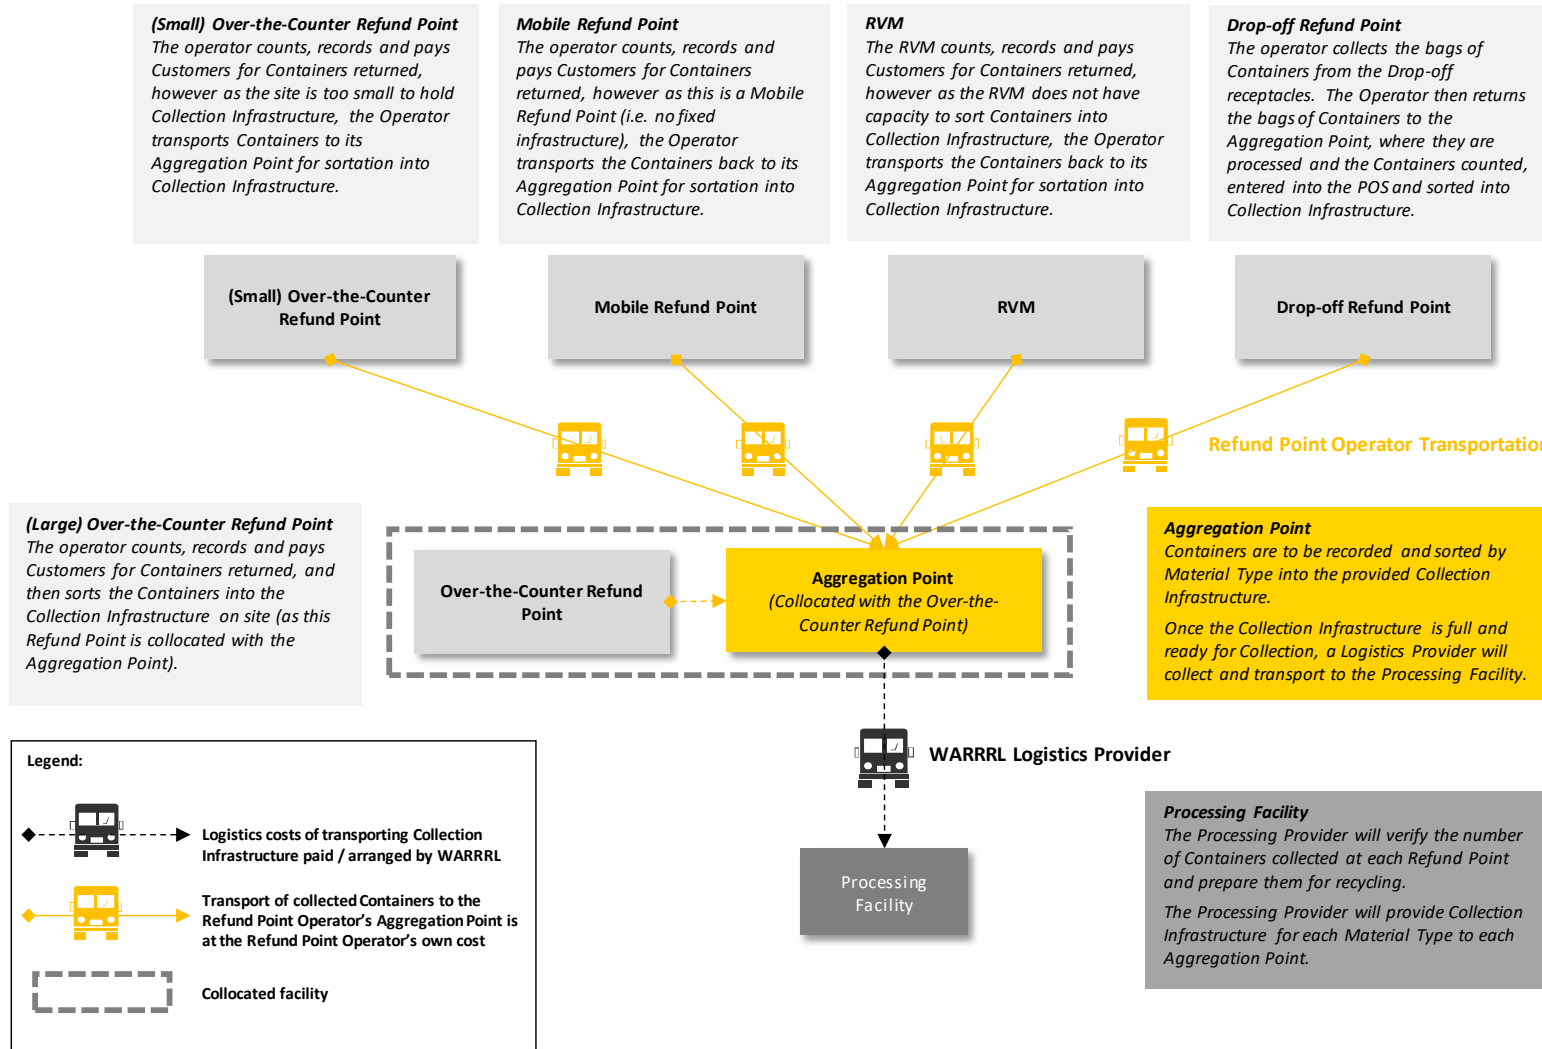 (Small) Over-the-Counter Refund Point
The operator counts, records and pays
Customers for Containers returned,
however as the site is too small to hold
Collection Infrastructure, the Operator
transports Containers to its
Aggregation Point for sortation into
Collection Infrastructure.
Mobile Refund Point
The operator counts, records and
pays Customers for Containers
returned, however as this is a Mobile
Refund Point (i.e. no fixed
infrastructure), the Operator
transports the Containers back to its
Aggregation Point for sortation into
Collection Infrastructure.
RVM
The RVM counts, records and pays
Customers for Containers returned,
however as the RVM does not have
capacity to sort Containers into
Collection Infrastructure, the Operator
transports the Containers back to its
Aggregation Point for sortation into
Collection Infrastructure.
Drop-off Refund Point
The operator collects the bags of
Containers from the Drop-off
receptacles. The Operator then returns
the bags of Containers to the
Aggregation Point, where they are
processed and the Containers counted,
entered into the POS and sorted into
Collection Infrastructure.
(Small) Over-the-Counter
Refund Point
Mobile Refund Point
RVM
Drop-off Refund Point
Refund Point Operator Transportation
(Large) Over-the-Counter Refund Point
The operator counts, records and pays
Customers for Containers returned, and
then sorts the Containers into the
Collection Infrastructure on site (as this
Refund Point is collocated with the
Aggregation Point).
Over-the-Counter Refund
Point
Aggregation Point
(Collocated with the Over-the-
Counter Refund Point)
Aggregation Point
Containers are to be recorded and sorted by
Material Type into the provided Collection
Infrastructure.
Once the Collection Infrastructure is full and
ready for Collection, a Logistics Provider will
collect and transport to the Processing Facility.
WARRRL Logistics Provider
Processing
Facility
Processing Facility
The Processing Provider will verify the number
of Containers collected at each Refund Point
and prepare them for recycling.
The Processing Provider will provide Collection
Infrastructure for each Material Type to each
Aggregation Point.
Legend:
Logistics costs of transporting Collection
Infrastructure paid / arranged by WARRRL
Transport of collected Containers to the
Refund Point Operator's Aggregation Point is
at the Refund Point Operator's own cost
Collocated facility